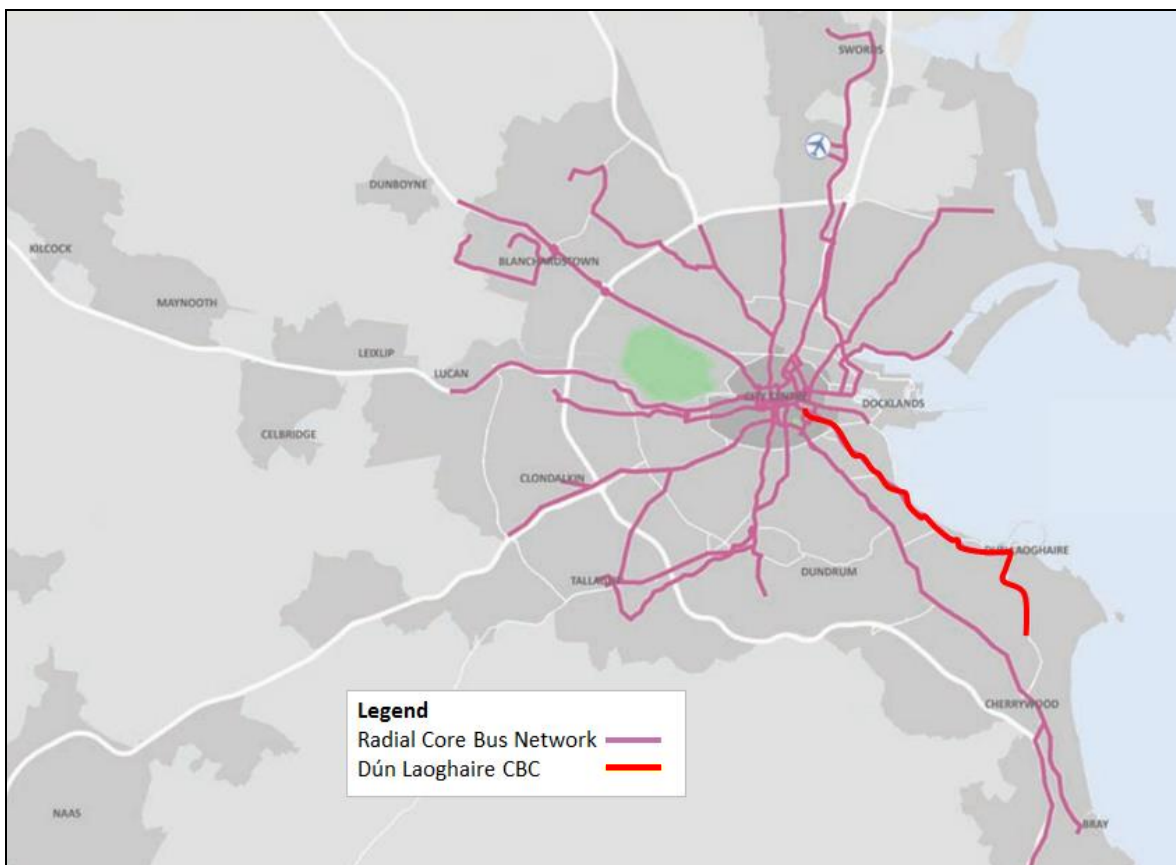 SWORDS
DUNBOYNE
KILCOCK
BLANCHARDSTOWN
MAYNOOTH
LEIXLIP
LUCAN
CITY CENTRE
DOCKLANDS
CELBRIDGE
CLONDALKIN
DÚN LAOGHAIRE
DUNDRUM
TALLAGHT
CHERRYWOOD
Legend
Radial Core Bus Network
Dún Laoghaire CBC
NAAS
BRAY